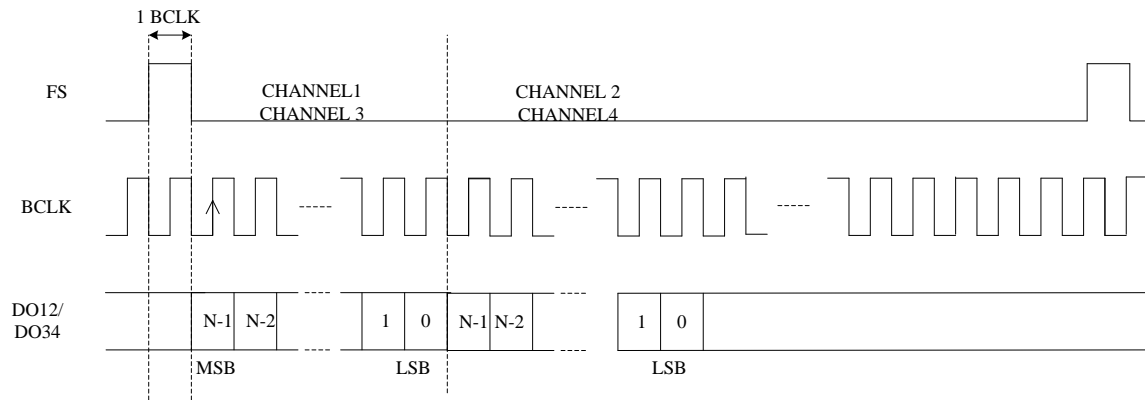 1 BCLK
FS
CHANNEL1
CHANNEL 3
CHANNEL 2
CHANNEL4
BCLK
DO12/
DO34
N-1 N-2 1 0 N-1 N-2 1 0
MSB LSB LSB